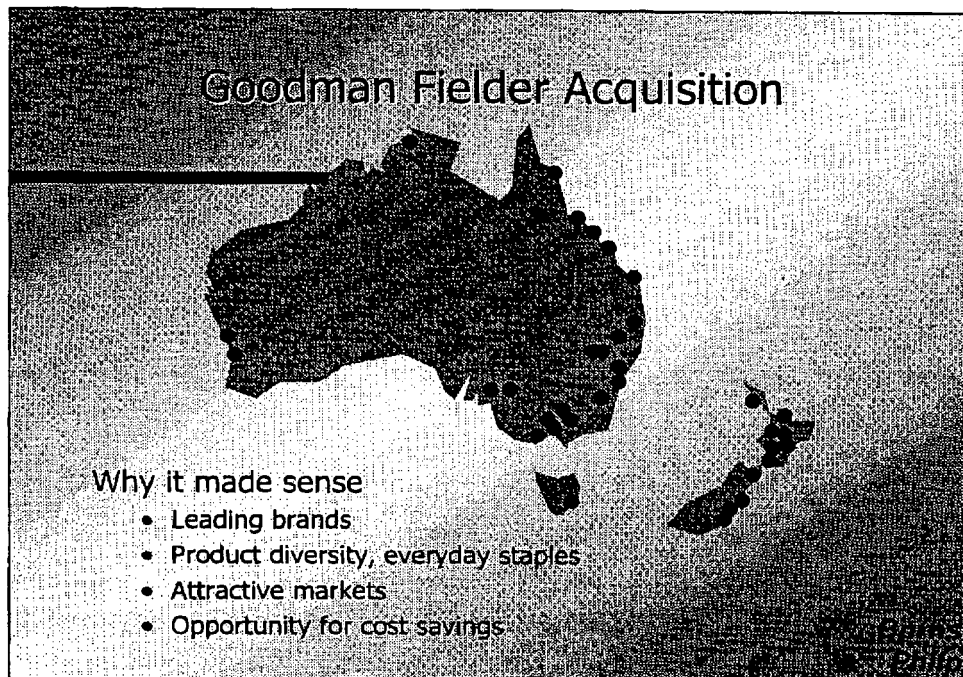 Goodman Fielder Acquisition
Why it made sense
• Leading brands
• Product diversity, everyday staples
• Attractive markets
• Opportunity for cost savings